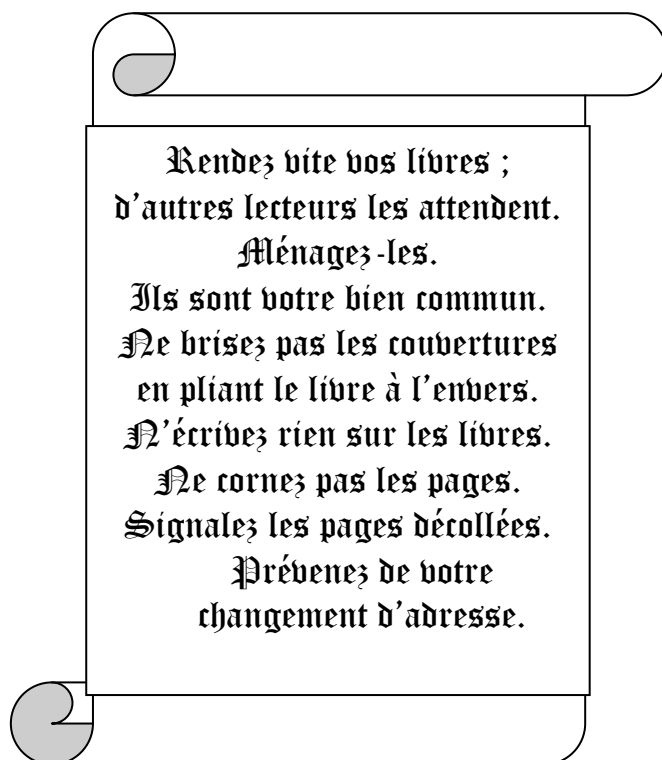 Rendez vite vos livres ;
d’autres lecteurs les attendent.
Ménagez-les.
Ils sont votre bien commun.
Ne brisez pas les couvertures
en pliant le livre à l’envers.
N’écrivez rien sur les livres.
Ne cornez pas les pages.
Signalez les pages décollées.
Prévenez de votre
changement d’adresse.